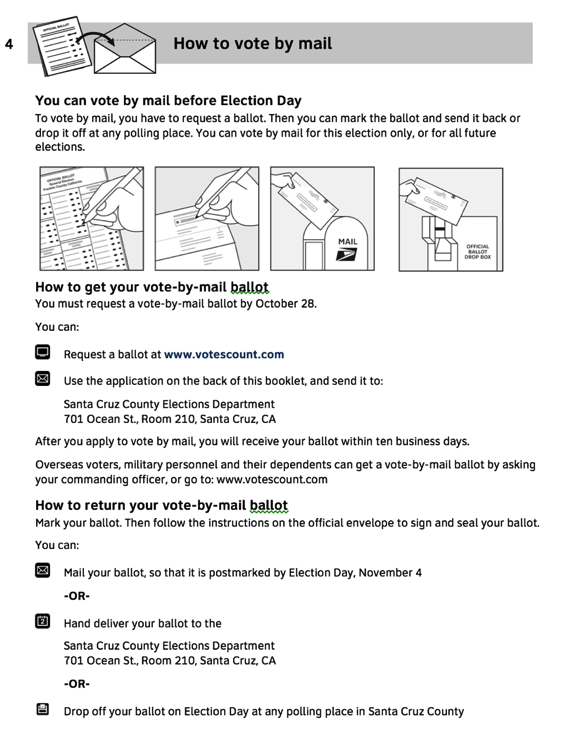 4
OFFICIAL BALLOT
How to vote by mail
You can vote by mail before Election Day
To vote by mail, you have to request a ballot. Then you can mark the ballot and send it back or
drop it off at any polling place. You can vote by mail for this election only, or for all future
elections.
OFFICIAL BALLOT
MAIL
OFFICIAL
BALLOT
DROP BOX
How to get your vote-by-mail ballot
You must request a vote-by-mail ballot by October 28.
You can:
Request a ballot at www.votescount.com
Use the application on the back of this booklet, and send it to:
Santa Cruz County Elections Department
701 Ocean St., Room 210, Santa Cruz, CA
After you apply to vote by mail, you will receive your ballot within ten business days.
Overseas voters, military personnel and their dependents can get a vote-by-mail ballot by asking
your commanding officer, or go to: www.votescount.com
How to return your vote-by-mail ballot
Mark your ballot. Then follow the instructions on the official envelope to sign and seal your ballot.
You can:
Mail your ballot, so that it is postmarked by Election Day, November 4
-OR-
Hand deliver your ballot to the
Santa Cruz County Elections Department
701 Ocean St., Room 210, Santa Cruz, CA
-OR-
Drop off your ballot on Election Day at any polling place in Santa Cruz County